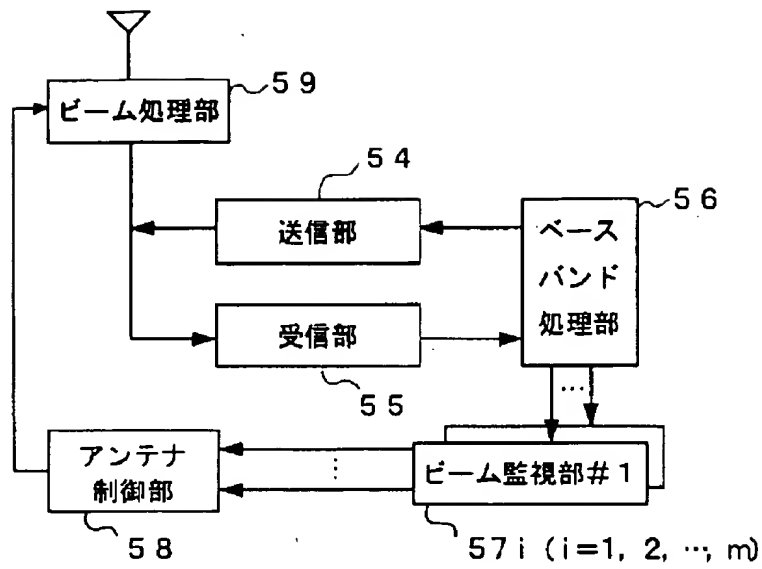 59
ビーム処理部
54
送信部
56
ベース
バンド
処理部
受信部
55
…
アンテナ
制御部
58
…
ビーム監視部#1
57i (i=1, 2, …, m)